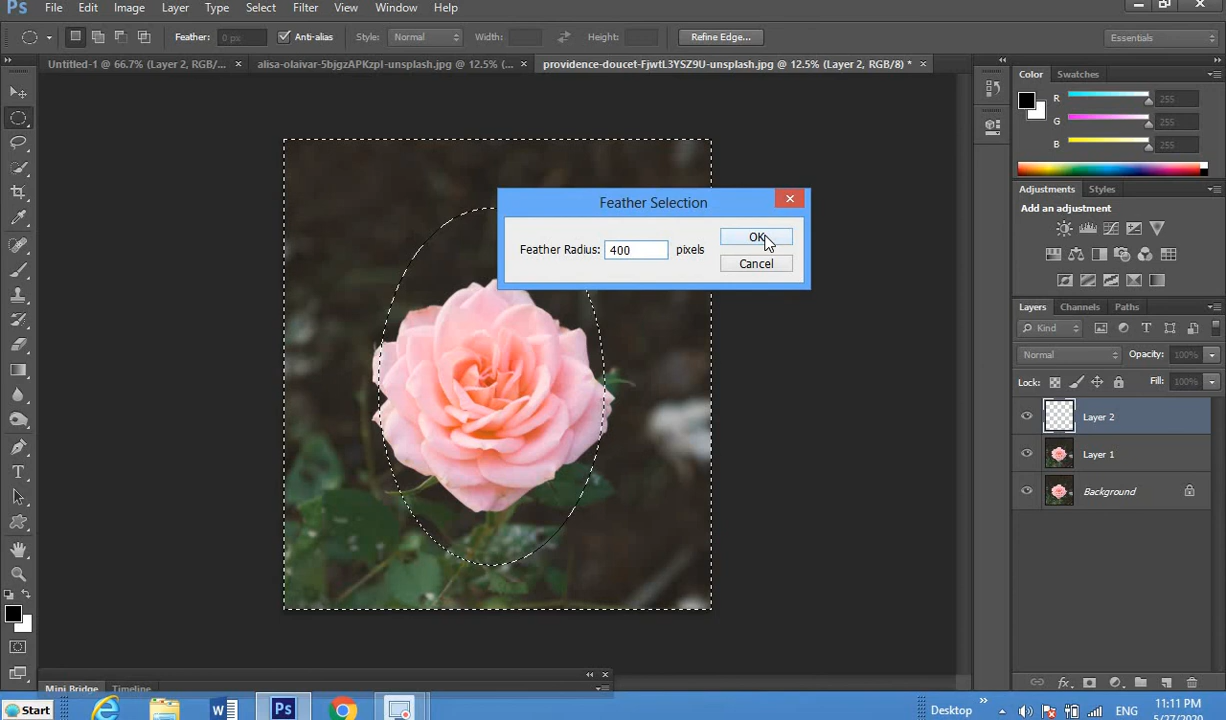 Ps File Edit Image Layer Type Select Filter View Window Help
Feather: 0 px Anti-alias Style: Normal Width: Height: Refine Edge... Essentials
Untitled-1 @ 66.7% (Layer 2, RGB/... × alisa-olaivar-5bjgzAPKzpI-unsplash.jpg @ 12.5% (... × providence-doucet-FjwtL3YSZ9U-unsplash.jpg @ 12.5% (Layer 2, RGB/8) * ×
Color Swatches
R 255
G 255
B 255
Adjustments Styles
Add an adjustment
Feather Selection
Feather Radius: 400 pixels
OK
Cancel
Layers Channels Paths
Kind
Normal Opacity: 100%
Lock: Fill: 100%
Layer 2
Layer 1
Background
Mini Bridge Timeline
Start Desktop » ENG 11:11 PM
5/27/2020